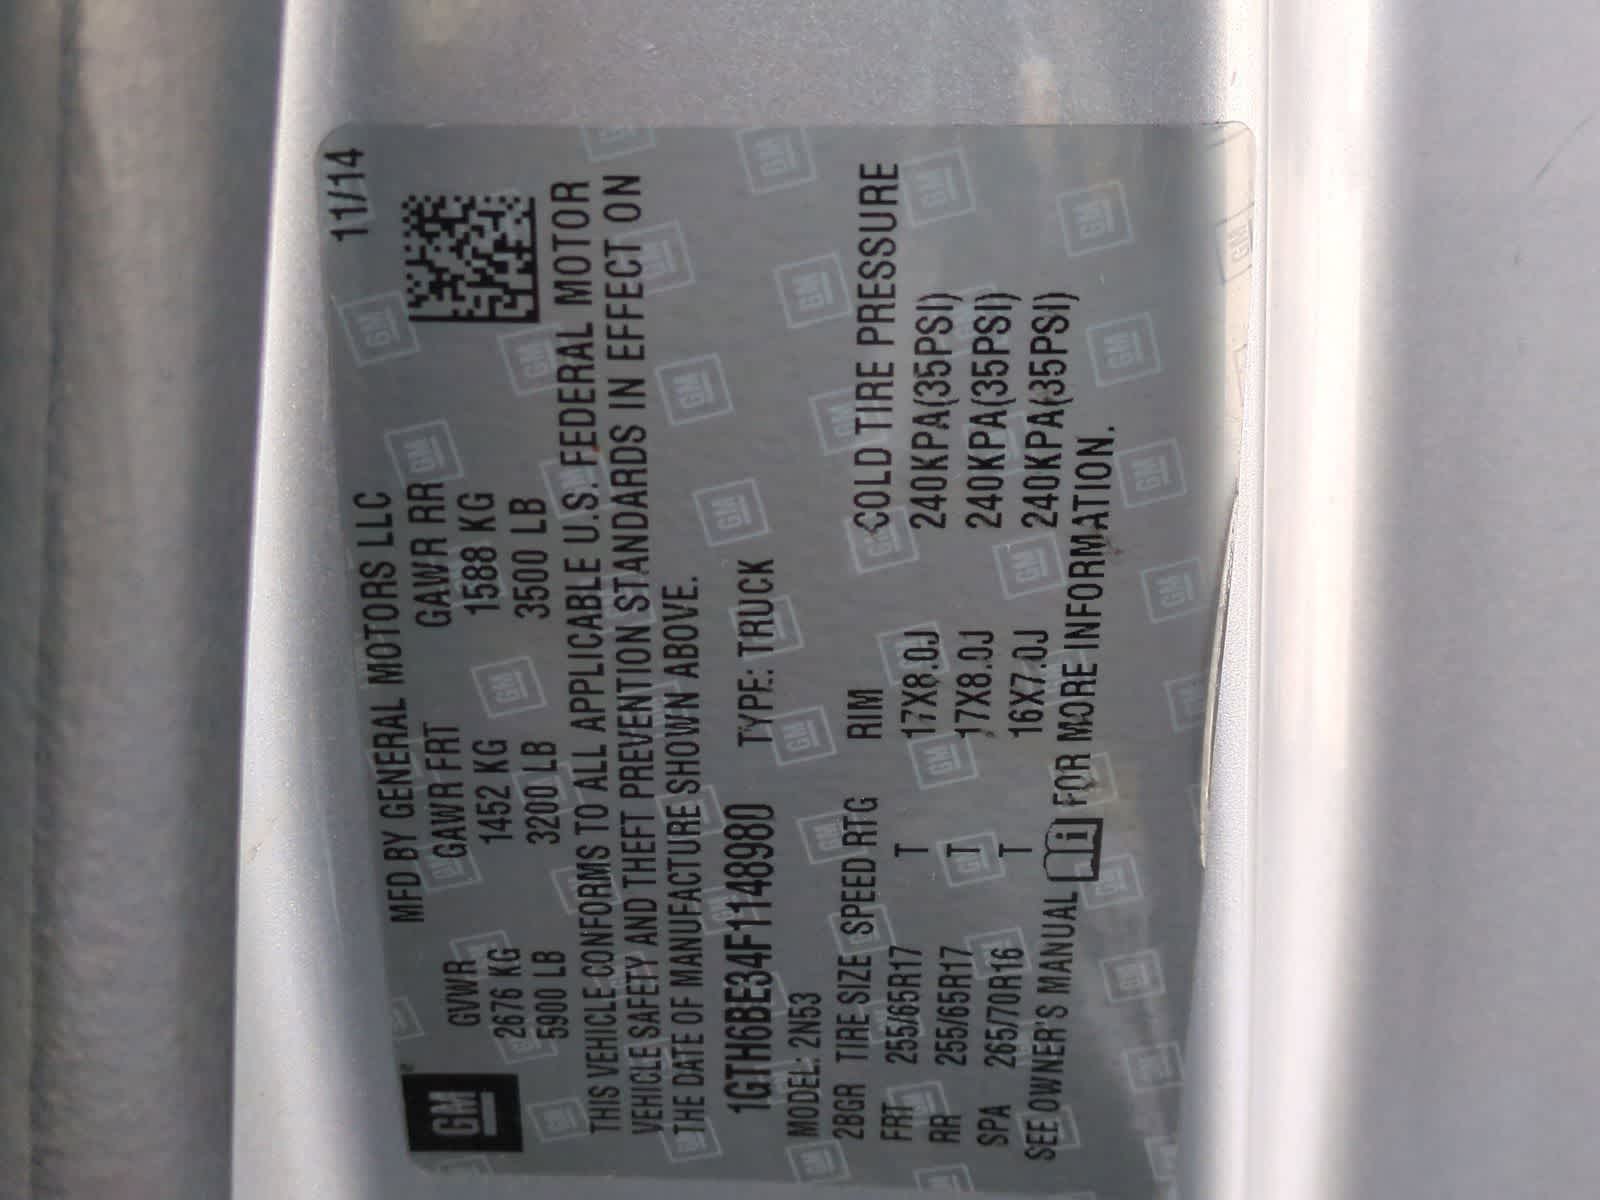 GM
MFD BY GENERAL MOTORS LLC 11/14
GVWR GAWR FRT GAWR RR
2676 KG 1452 KG 1588 KG
5900 LB 3200 LB 3500 LB
THIS VEHICLE CONFORMS TO ALL APPLICABLE U.S. FEDERAL MOTOR
VEHICLE SAFETY AND THEFT PREVENTION STANDARDS IN EFFECT ON
THE DATE OF MANUFACTURE SHOWN ABOVE.
1GTH6BE34F1148980 TYPE: TRUCK
MODEL: 2N53
2BGR TIRE SIZE SPEED RTG RIM COLD TIRE PRESSURE
FRT 255/65R17 T 17X8.0J 240KPA(35PSI)
RR 255/65R17 T 17X8.0J 240KPA(35PSI)
SPA 265/70R16 T 16X7.0J 240KPA(35PSI)
SEE OWNER'S MANUAL i FOR MORE INFORMATION.